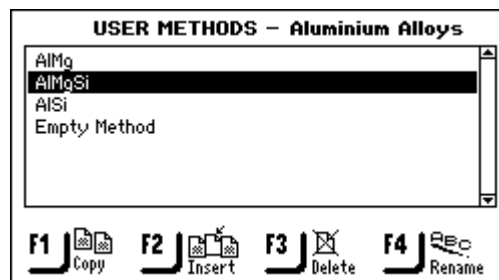 USER METHODS – Aluminium Alloys
AlMg
AlMgSi
AlSi
Empty Method
F1 Copy F2 Insert F3 Delete F4 Rename